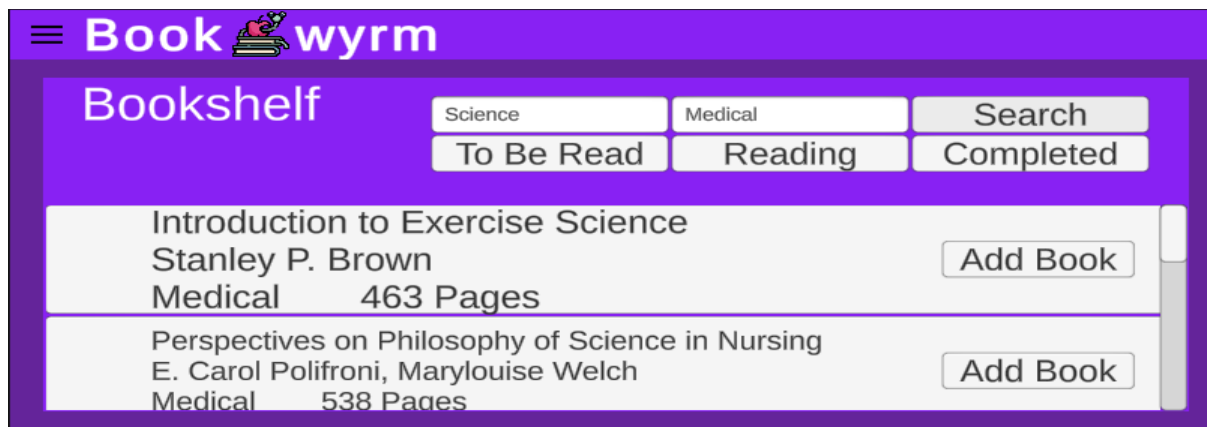 Book wyrm
Bookshelf
Science Medical Search
To Be Read Reading Completed
Introduction to Exercise Science
Stanley P. Brown Add Book
Medical 463 Pages
Perspectives on Philosophy of Science in Nursing
E. Carol Polifroni, Marylouise Welch Add Book
Medical 538 Pages